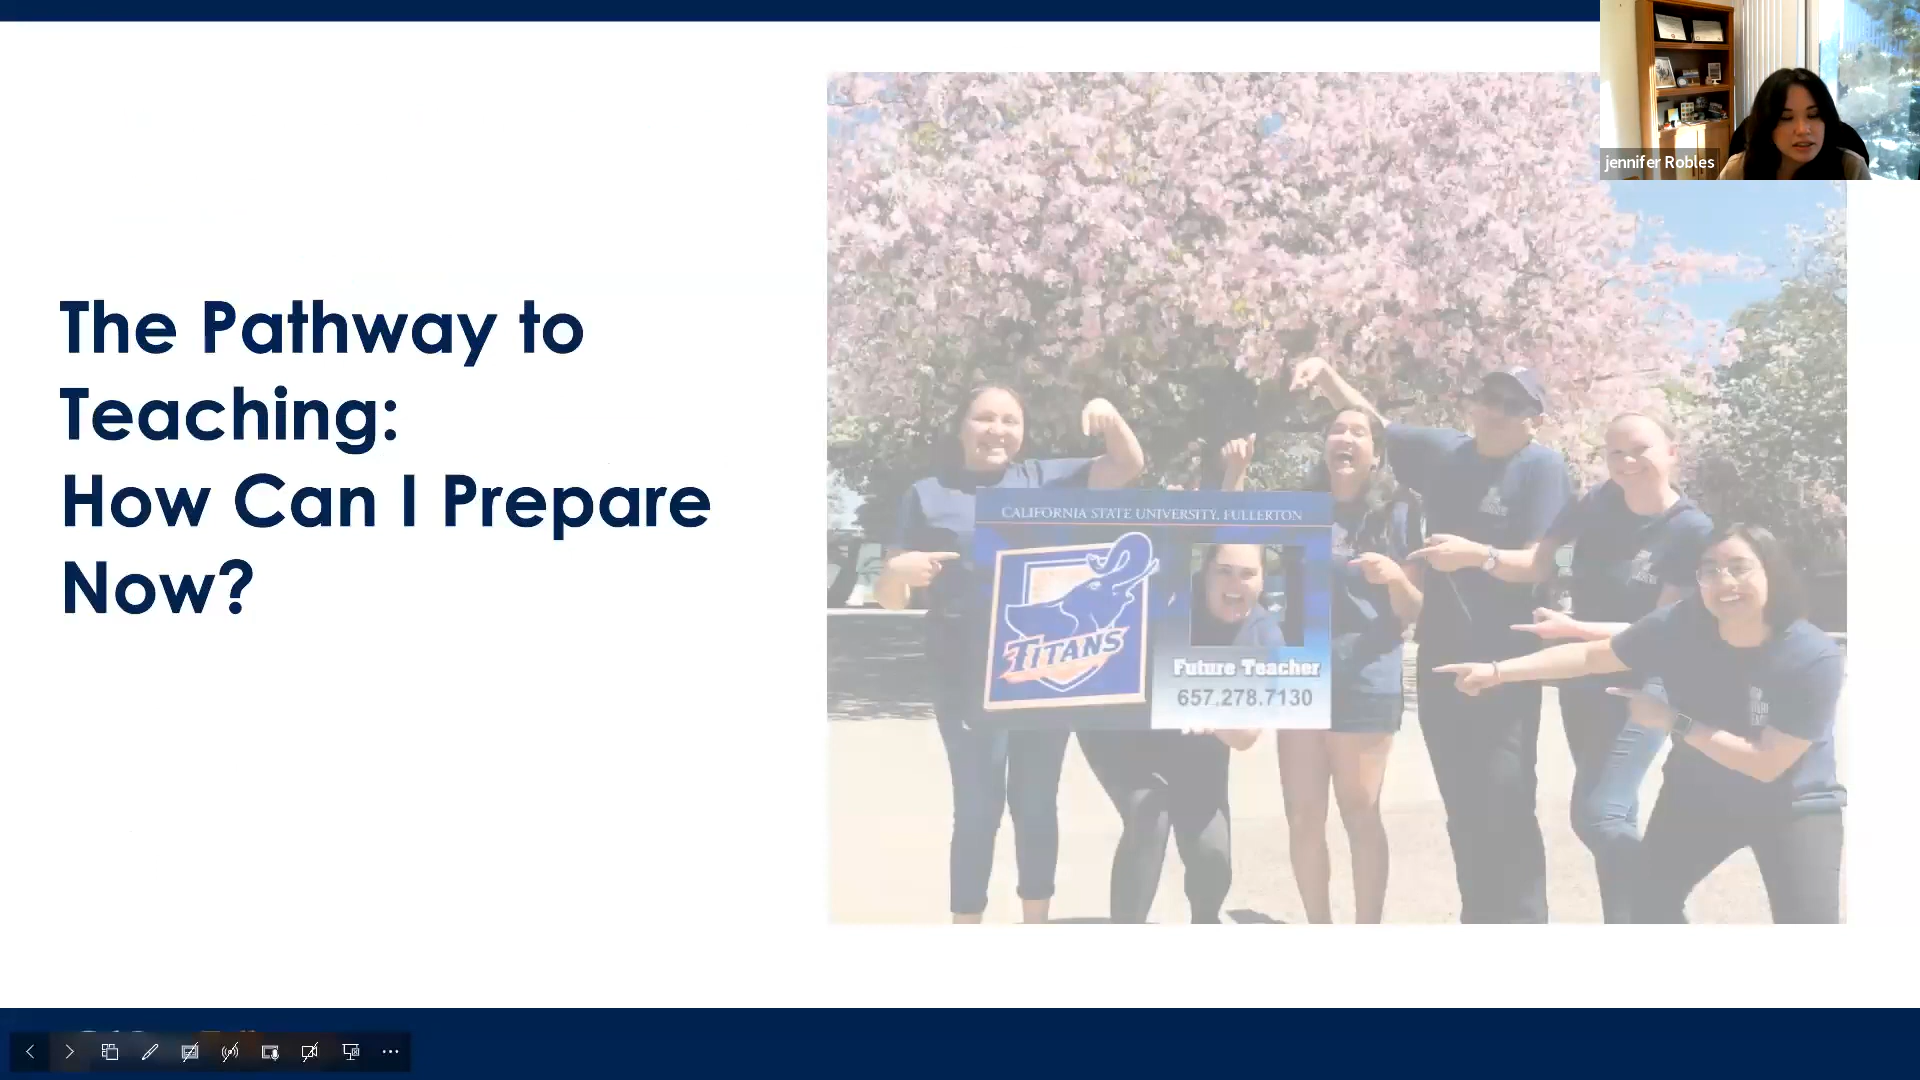 The Pathway to
Teaching:
How Can I Prepare
Now?
jennifer Robles
CALIFORNIA STATE UNIVERSITY, FULLERTON
TITANS
Future Teacher
657.278.7130